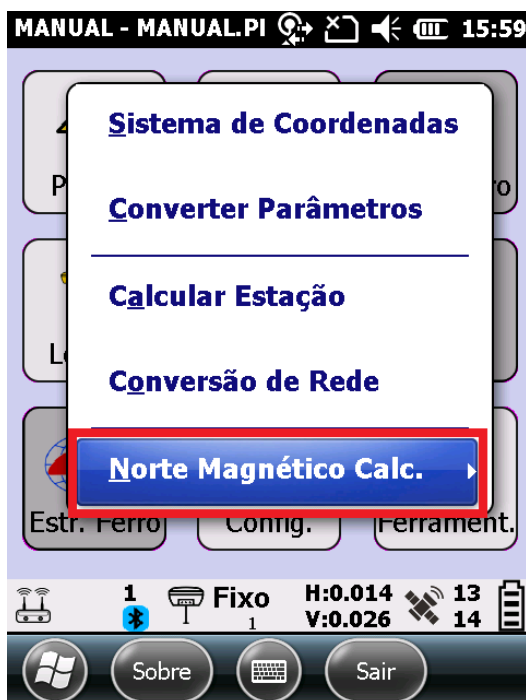 MANUAL - MANUAL.PI 15:59
Sistema de Coordenadas
Converter Parâmetros
Calcular Estação
Conversão de Rede
Norte Magnético Calc.
Estr. Ferro Config. Ferrament.
1 Fixo 1 H:0.014 V:0.026 13 14
Sobre Sair